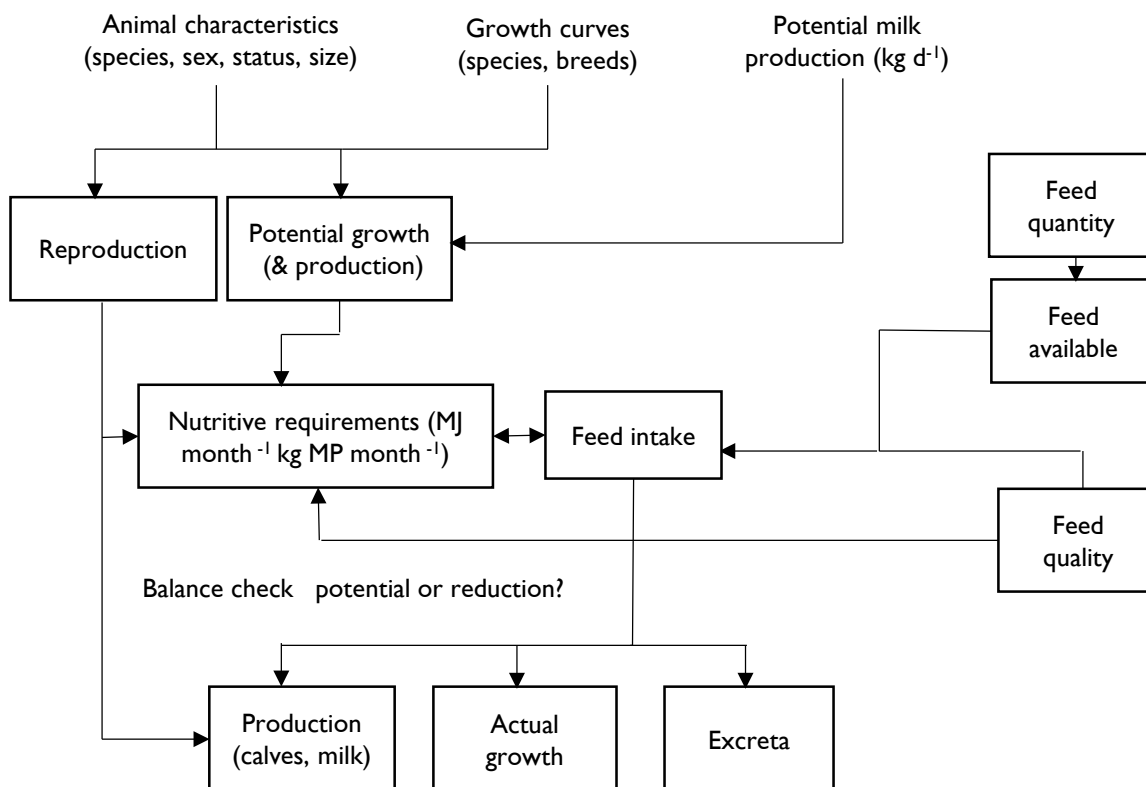 Animal characteristics
(species, sex, status, size)
Growth curves
(species, breeds)
Potential milk
production (kg d⁻¹)
Feed
quantity
Reproduction
Potential growth
(& production)
Feed
available
Nutritive requirements (MJ
month ⁻¹ kg MP month ⁻¹)
Feed intake
Feed
quality
Balance check   potential or reduction?
Production
(calves, milk)
Actual
growth
Excreta